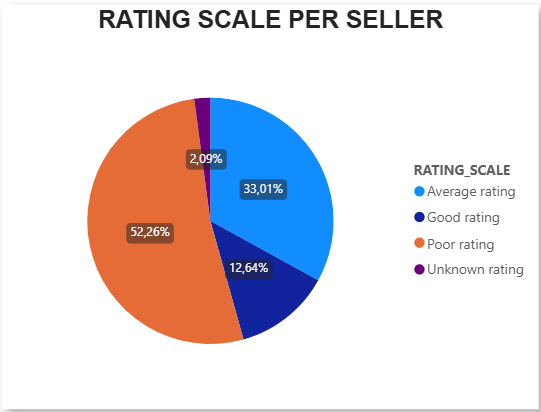 RATING SCALE PER SELLER
2,09%
33,01%
52,26%
12,64%
RATING_SCALE
Average rating
Good rating
Poor rating
Unknown rating